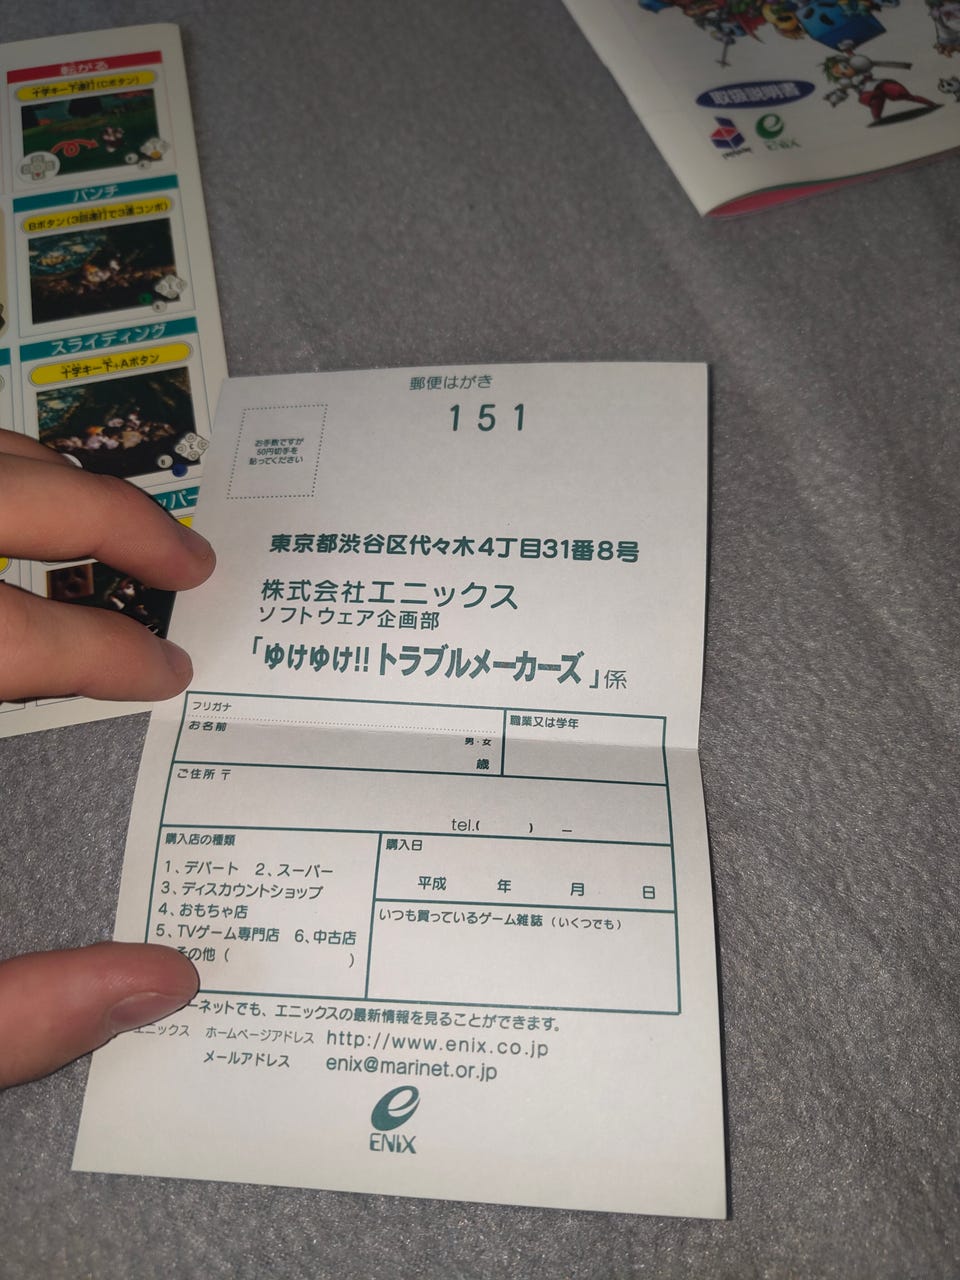 転がる
十字キー下連打(Cボタン)
パンチ
Bボタン(3回連打で3連コンボ)
スライディング
十字キー下+Aボタン
ッパー
取扱説明書
ENIX
郵便はがき
151
お手数ですが
50円切手を
貼ってください
東京都渋谷区代々木4丁目31番8号
株式会社エニックス
ソフトウェア企画部
「ゆけゆけ!!トラブルメーカーズ」係
フリガナ
お名前
男・女
歳
職業又は学年
ご住所 〒
tel.( ) –
購入店の種類
1、デパート 2、スーパー
3、ディスカウントショップ
4、おもちゃ店
5、TVゲーム専門店 6、中古店
その他( )
購入日
平成 年 月 日
いつも買っているゲーム雑誌(いくつでも)
ーネットでも、エニックスの最新情報を見ることができます。
エニックス ホームページアドレス http://www.enix.co.jp
メールアドレス enix@marinet.or.jp
ENIX